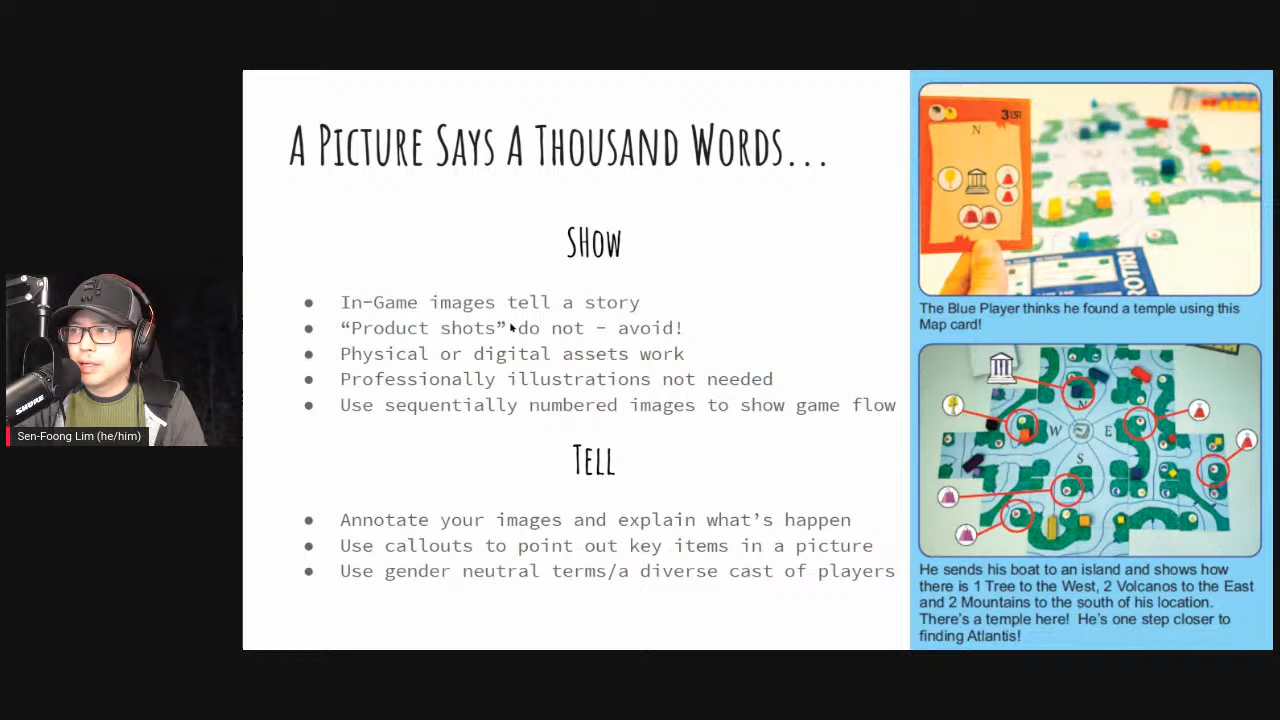 A Picture Says A Thousand Words...
SHow
● In-Game images tell a story
● “Product shots” do not - avoid!
● Physical or digital assets work
● Professionally illustrations not needed
● Use sequentially numbered images to show game flow
Tell
● Annotate your images and explain what’s happen
● Use callouts to point out key items in a picture
● Use gender neutral terms/a diverse cast of players
3(5)
N
The Blue Player thinks he found a temple using this
Map card!
N
W E
S
He sends his boat to an island and shows how
there is 1 Tree to the West, 2 Volcanos to the East
and 2 Mountains to the south of his location.
There’s a temple here!  He’s one step closer to
finding Atlantis!
SHURE
Sen-Foong Lim (he/him)